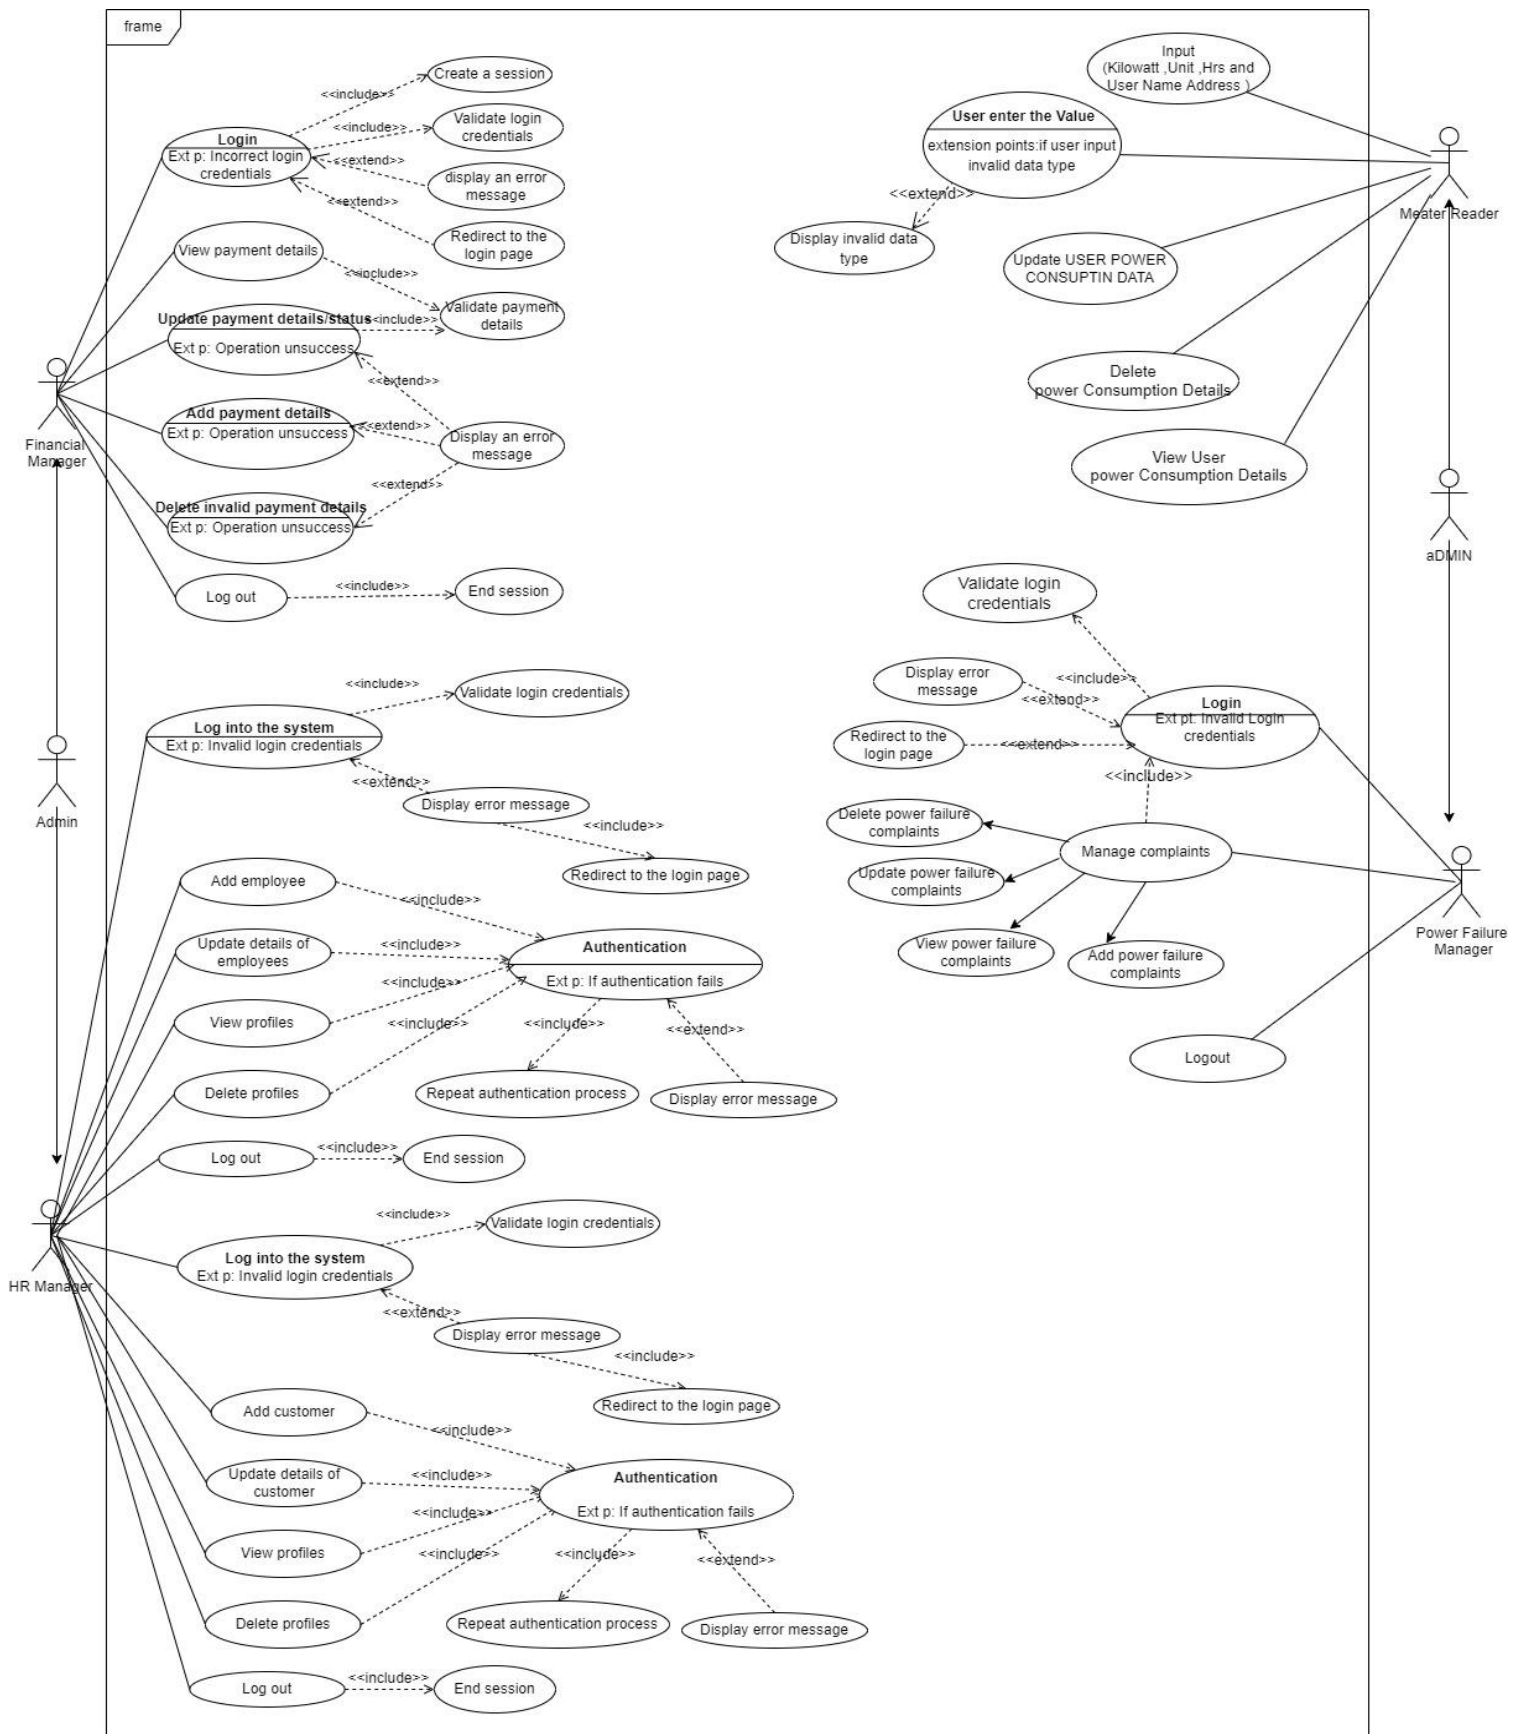 frame
Create a session
<<include>>
<<include>>
Validate login
credentials
Login
Ext p: Incorrect login
credentials
<<extend>>
display an error
message
<<extend>>
Redirect to the
login page
View payment details
<<include>>
Validate payment
details
Update payment details/status
<<include>>
Ext p: Operation unsuccess
<<extend>>
Add payment details
Ext p: Operation unsuccess
<<extend>>
Display an error
message
<<extend>>
Delete invalid payment details
Ext p: Operation unsuccess
Log out
<<include>>
End session
Financial
Manager
Admin
HR Manager
<<include>>
Validate login credentials
Log into the system
Ext p: Invalid login credentials
<<extend>>
Display error message
<<include>>
Redirect to the login page
Add employee
<<include>>
Update details of
employees
<<include>>
Authentication
Ext p: If authentication fails
View profiles
<<include>>
Delete profiles
<<include>>
<<include>>
<<extend>>
Repeat authentication process
Display error message
Log out
<<include>>
End session
<<include>>
Validate login credentials
Log into the system
Ext p: Invalid login credentials
<<extend>>
Display error message
<<include>>
Redirect to the login page
Add customer
<<include>>
Update details of
customer
<<include>>
Authentication
Ext p: If authentication fails
View profiles
<<include>>
Delete profiles
<<include>>
<<include>>
<<extend>>
Repeat authentication process
Display error message
Log out
<<include>>
End session
Input
(Kilowatt ,Unit ,Hrs and
User Name Address )
User enter the Value
extension points:if user input
invalid data type
<<extend>>
Display invalid data
type
Update USER POWER
CONSUPTIN DATA
Delete
power Consumption Details
View User
power Consumption Details
Meater Reader
aDMIN
Validate login
credentials
<<include>>
Display error
message
<<extend>>
Login
Ext pt: Invalid Login
credentials
Redirect to the
login page
<<extend>>
<<include>>
Delete power failure
complaints
Manage complaints
Update power failure
complaints
View power failure
complaints
Add power failure
complaints
Power Failure
Manager
Logout